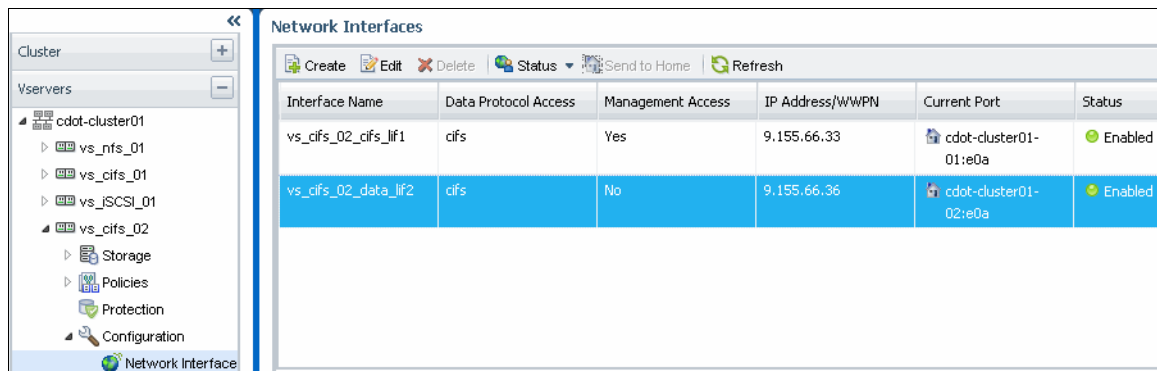 «
Cluster
Vservers
cdot-cluster01
vs_nfs_01
vs_cifs_01
vs_iSCSI_01
vs_cifs_02
Storage
Policies
Protection
Configuration
Network Interface
Network Interfaces
Create Edit Delete Status Send to Home Refresh
Interface Name Data Protocol Access Management Access IP Address/WWPN Current Port Status
vs_cifs_02_cifs_lif1 cifs Yes 9.155.66.33 cdot-cluster01- Enabled
01:e0a
vs_cifs_02_data_lif2 cifs No 9.155.66.36 cdot-cluster01- Enabled
02:e0a